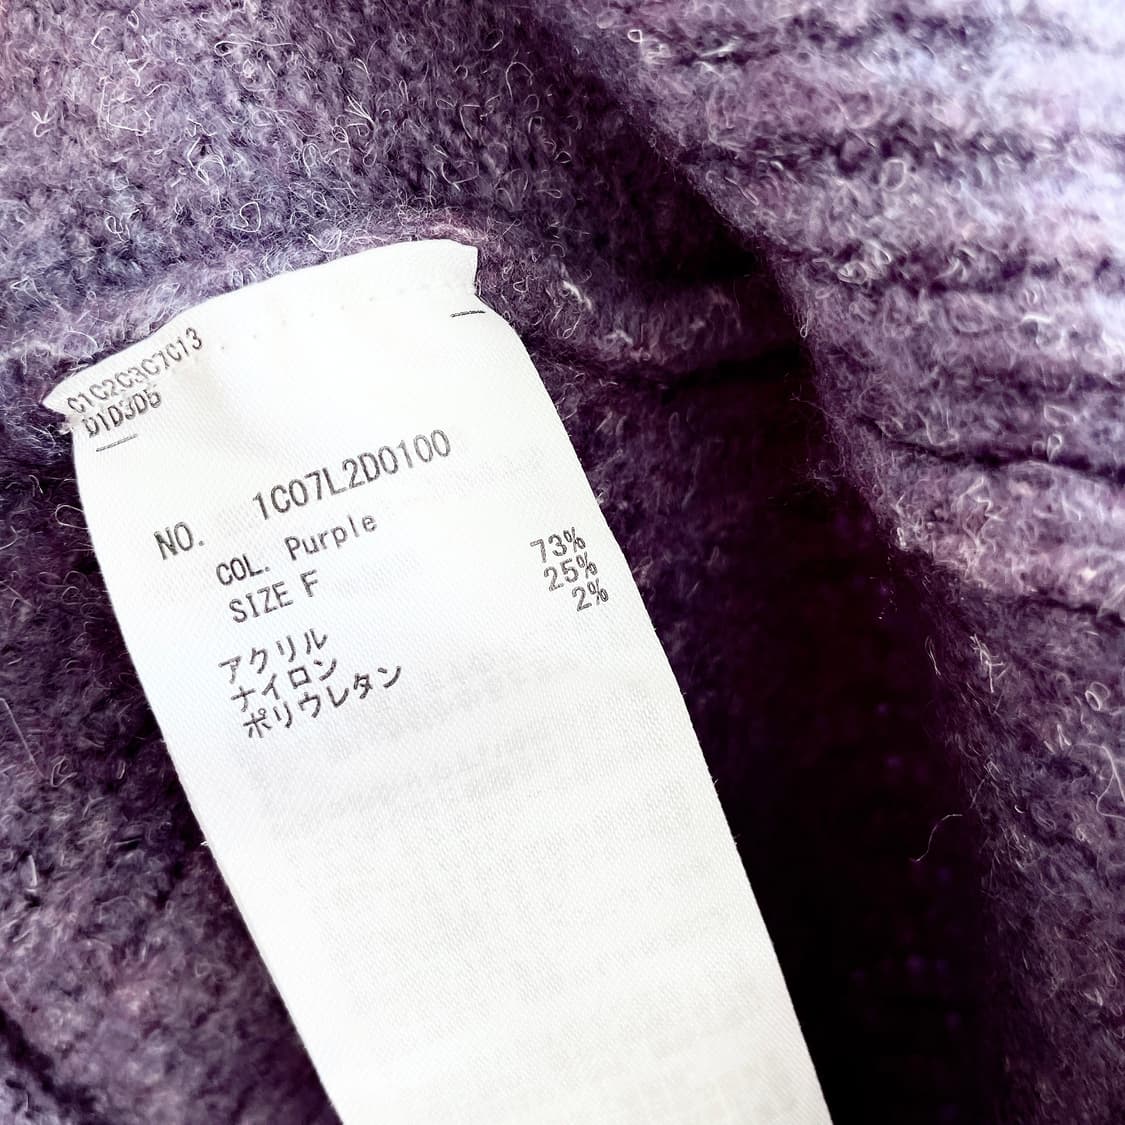 C1C2C3C7C13
D1D3D5
NO. 1C07L2D0100
COL. Purple
SIZE F
アクリル 73%
ナイロン 25%
ポリウレタン 2%